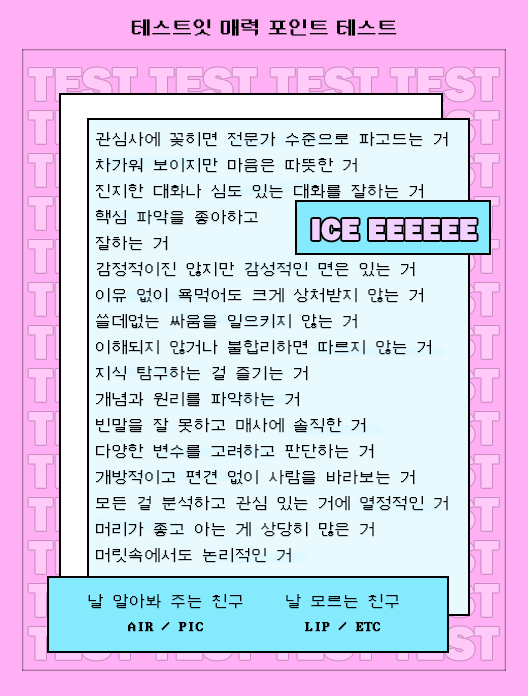 테스트잇 매력 포인트 테스트
TEST TEST TEST TEST
관심사에 꽂히면 전문가 수준으로 파고드는 거
차가워 보이지만 마음은 따뜻한 거
진지한 대화나 심도 있는 대화를 잘하는 거
핵심 파악을 좋아하고
잘하는 거
ICE EEEEEE
감정적이진 않지만 감성적인 면은 있는 거
이유 없이 욕먹어도 크게 상처받지 않는 거
쓸데없는 싸움을 일으키지 않는 거
이해되지 않거나 불합리하면 따르지 않는 거
지식 탐구하는 걸 즐기는 거
개념과 원리를 파악하는 거
빈말을 잘 못하고 매사에 솔직한 거
다양한 변수를 고려하고 판단하는 거
개방적이고 편견 없이 사람을 바라보는 거
모든 걸 분석하고 관심 있는 거에 열정적인 거
머리가 좋고 아는 게 상당히 많은 거
머릿속에서도 논리적인 거
날 알아봐 주는 친구 날 모르는 친구
AIR / PIC LIP / ETC